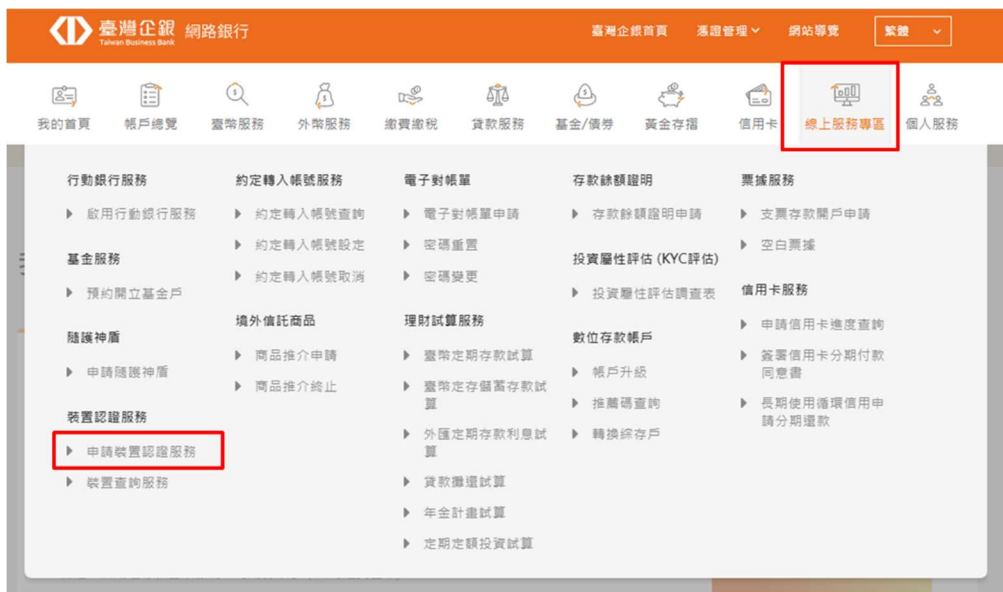 臺灣企銀 網路銀行
Taiwan Business Bank
臺灣企銀首頁
憑證管理
網站導覽
繁體
我的首頁
帳戶總覽
臺幣服務
外幣服務
繳費繳稅
貸款服務
基金/債券
黃金存摺
信用卡
線上服務專區
個人服務
行動銀行服務
啟用行動銀行服務
基金服務
預約開立基金戶
隨護神盾
申請隨護神盾
裝置認證服務
申請裝置認證服務
裝置查詢服務
約定轉入帳號服務
約定轉入帳號查詢
約定轉入帳號設定
約定轉入帳號取消
境外信託商品
商品推介申請
商品推介終止
電子對帳單
電子對帳單申請
密碼重置
密碼變更
理財試算服務
臺幣定期存款試算
臺幣定存儲蓄存款試
算
外匯定期存款利息試
算
貸款攤還試算
年金計畫試算
定期定額投資試算
存款餘額證明
存款餘額證明申請
投資屬性評估 (KYC評估)
投資屬性評估調查表
數位存款帳戶
帳戶升級
推薦碼查詢
轉換綜存戶
票據服務
支票存款開戶申請
空白票據
信用卡服務
申請信用卡進度查詢
簽署信用卡分期付款
同意書
長期使用循環信用申
請分期還款